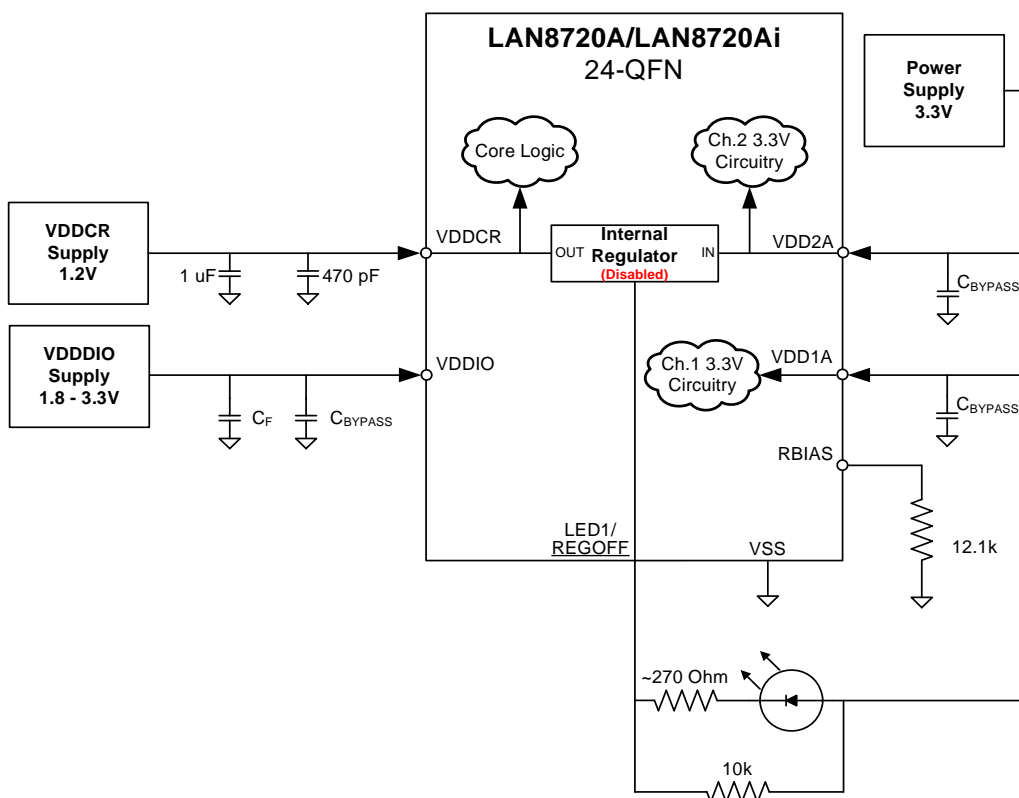 LAN8720A/LAN8720Ai
24-QFN
Power
Supply
3.3V
Core Logic
Ch.2 3.3V
Circuitry
VDDCR
Supply
1.2V
VDDCR
OUT
Internal
Regulator
(Disabled)
IN
VDD2A
1 uF
470 pF
CBYPASS
VDDDIO
Supply
1.8 - 3.3V
VDDIO
Ch.1 3.3V
Circuitry
VDD1A
CF
CBYPASS
CBYPASS
RBIAS
12.1k
LED1/
REGOFF
VSS
~270 Ohm
10k